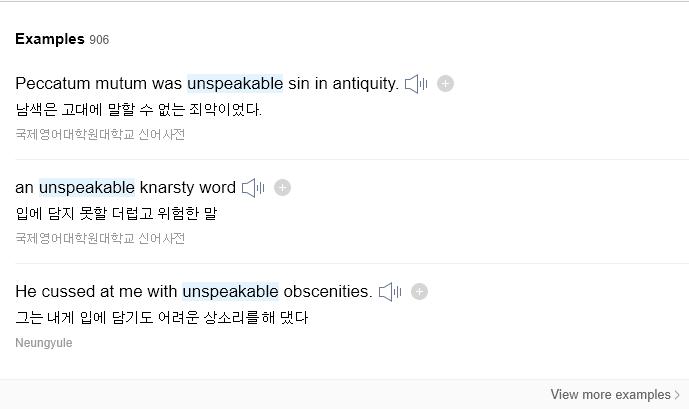 Examples 906
Peccatum mutum was unspeakable sin in antiquity.
남색은 고대에 말할 수 없는 죄악이었다.
국제영어대학원대학교 신어사전
an unspeakable knarsty word
입에 담지 못할 더럽고 위험한 말
국제영어대학원대학교 신어사전
He cussed at me with unspeakable obscenities.
그는 내게 입에 담기도 어려운 상소리를 해 댔다
Neungyule
View more examples